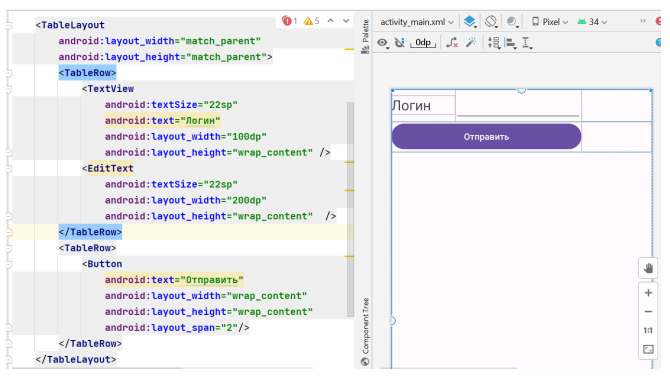 <TableLayout
1 5
android:layout_width="match_parent"
android:layout_height="match_parent">
<TableRow>
<TextView
android:textSize="22sp"
android:text="Логин"
android:layout_width="100dp"
android:layout_height="wrap_content" />
<EditText
android:textSize="22sp"
android:layout_width="200dp"
android:layout_height="wrap_content" />
</TableRow>
<TableRow>
<Button
android:text="Отправить"
android:layout_width="wrap_content"
android:layout_height="wrap_content"
android:layout_span="2"/>
</TableRow>
</TableLayout>
Palette
Component Tree
activity_main.xml
Pixel
34
»
0dp
Логин
Отправить
1:1